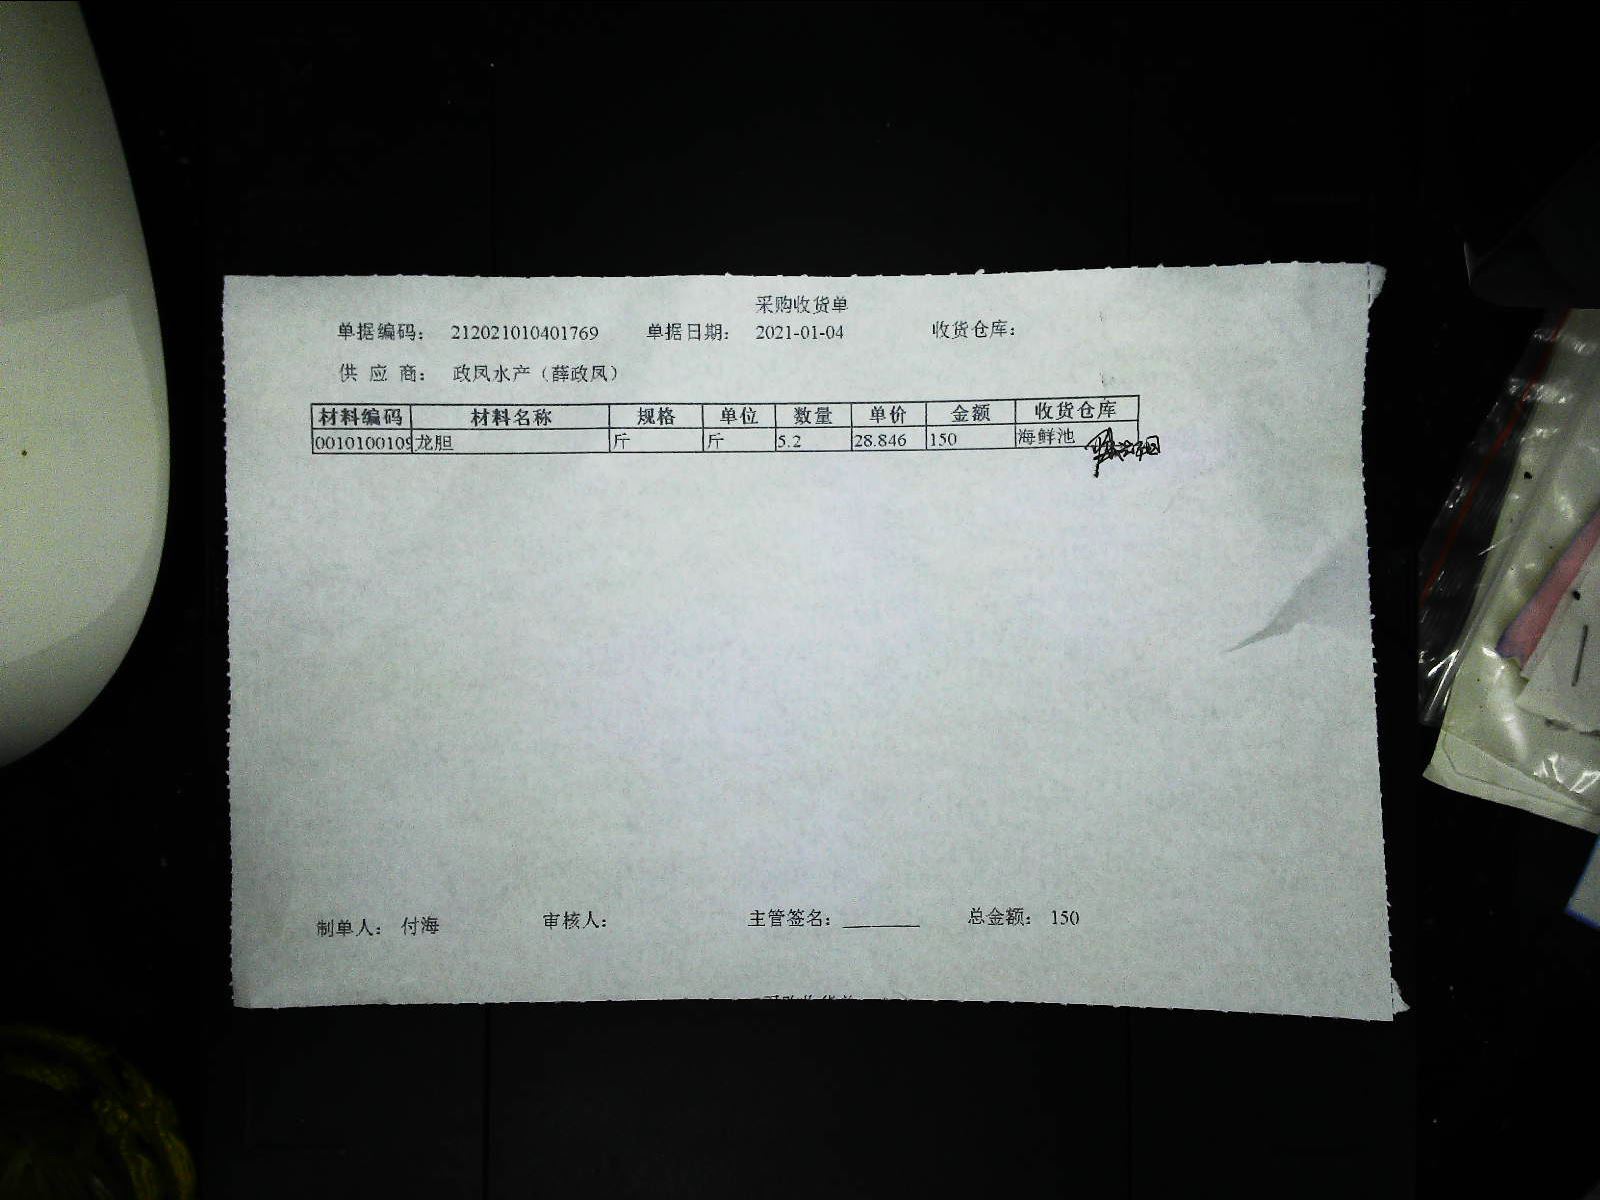 采购收货单
单据编码： 212021010401769 单据日期： 2021-01-04 收货仓库：
供 应 商： 政凤水产（薛政凤）
材料编码 材料名称 规格 单位 数量 单价 金额 收货仓库
0010100109 龙胆 斤 斤 5.2 28.846 150 海鲜池
制单人： 付海 审核人： 主管签名：________ 总金额： 150